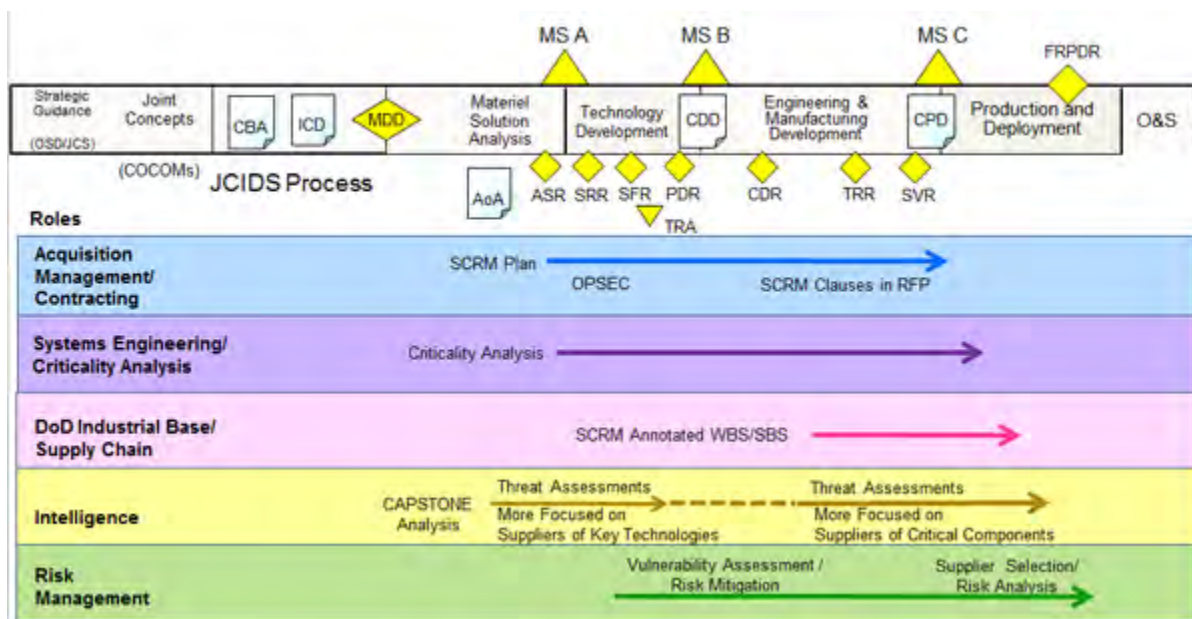 MS A
MS B
MS C
FRPDR
Strategic
Guidance
(OSD/JCS)
Joint
Concepts
CBA
ICD
MDD
Materiel
Solution
Analysis
Technology
Development
CDD
Engineering &
Manufacturing
Development
CPD
Production and
Deployment
O&S
(COCOMs)
JCIDS Process
AoA
ASR
SRR
SFR
PDR
CDR
TRR
SVR
TRA
Roles
Acquisition
Management/
Contracting
SCRM Plan
OPSEC
SCRM Clauses in RFP
Systems Engineering/
Criticality Analysis
Criticality Analysis
DoD Industrial Base/
Supply Chain
SCRM Annotated WBS/SBS
Intelligence
CAPSTONE
Analysis
Threat Assessments
More Focused on
Suppliers of Key Technologies
Threat Assessments
More Focused on
Suppliers of Critical Components
Risk
Management
Vulnerability Assessment /
Risk Mitigation
Supplier Selection/
Risk Analysis